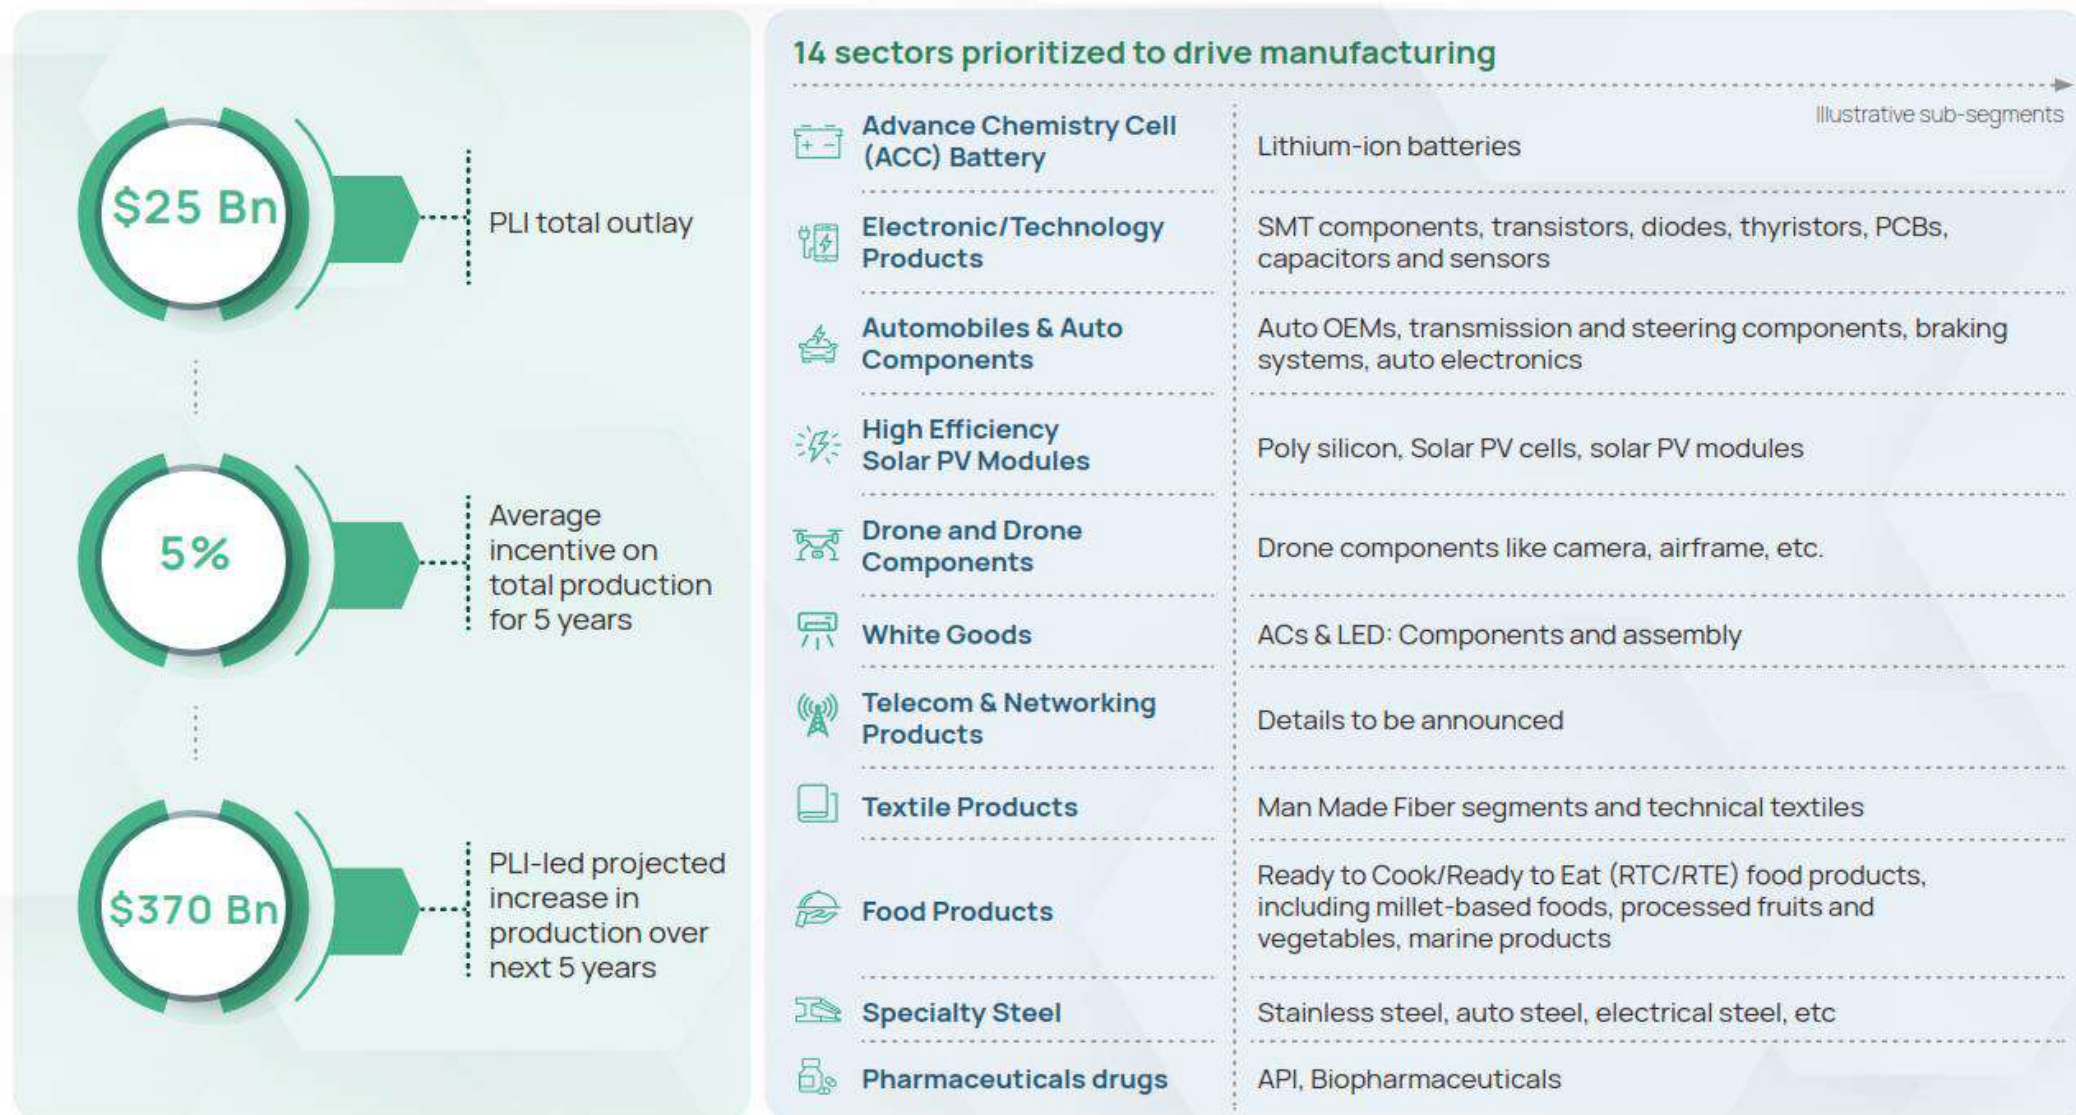 $25 Bn
PLI total outlay
5%
Average
incentive on
total production
for 5 years
$370 Bn
PLI-led projected
increase in
production over
next 5 years
14 sectors prioritized to drive manufacturing
Illustrative sub-segments
Advance Chemistry Cell
(ACC) Battery
Lithium-ion batteries
Electronic/Technology
Products
SMT components, transistors, diodes, thyristors, PCBs,
capacitors and sensors
Automobiles & Auto
Components
Auto OEMs, transmission and steering components, braking
systems, auto electronics
High Efficiency
Solar PV Modules
Poly silicon, Solar PV cells, solar PV modules
Drone and Drone
Components
Drone components like camera, airframe, etc.
White Goods
ACs & LED: Components and assembly
Telecom & Networking
Products
Details to be announced
Textile Products
Man Made Fiber segments and technical textiles
Food Products
Ready to Cook/Ready to Eat (RTC/RTE) food products,
including millet-based foods, processed fruits and
vegetables, marine products
Specialty Steel
Stainless steel, auto steel, electrical steel, etc
Pharmaceuticals drugs
API, Biopharmaceuticals